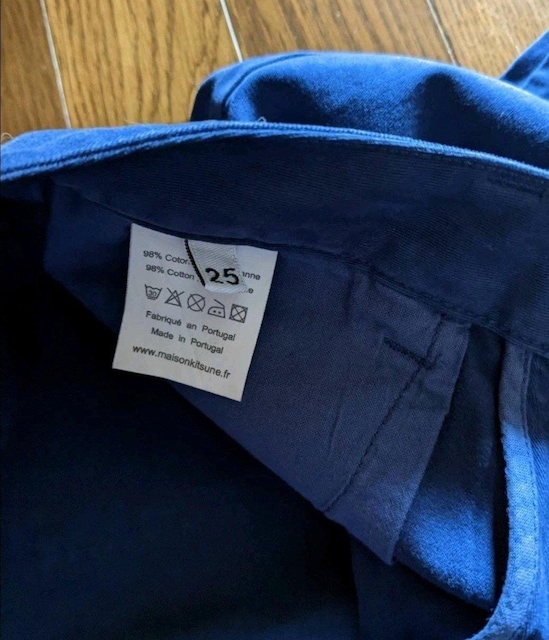 98% Coton
98% Cotton
25
Fabriqué en Portugal
Made in Portugal
www.maisonkitsune.fr